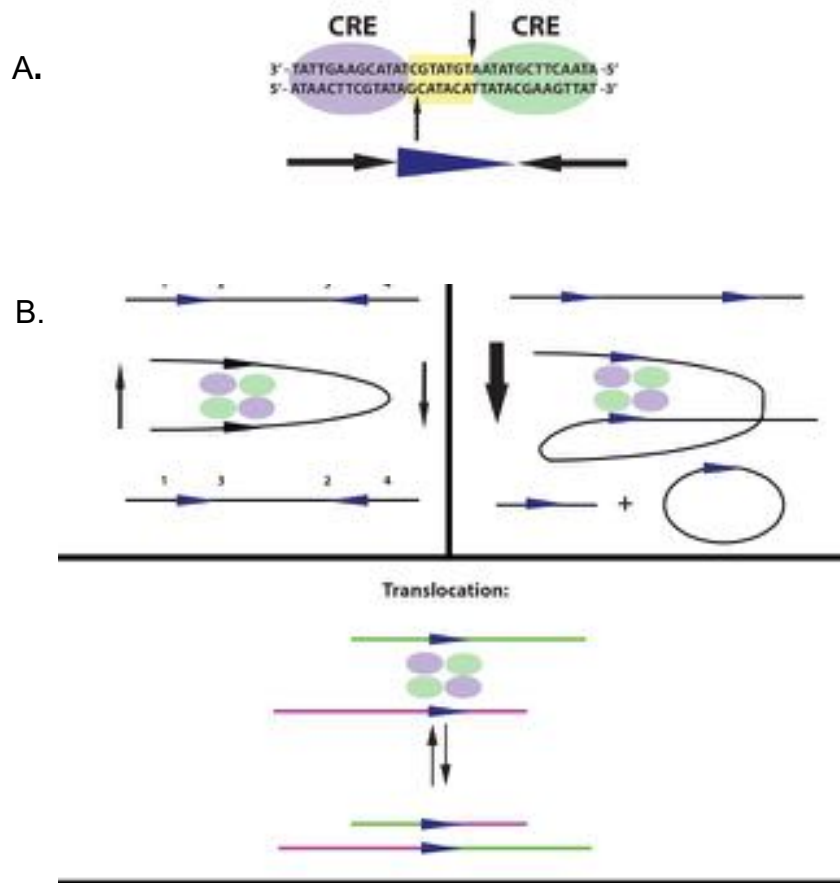 A.
CRE CRE
3'- TATTGAAGCATATCGTATGTAATATGCTTCAATA -5'
5'- ATAACTTCGTATAGCATACATTATACGAAGTTAT -3'
B.
1 3 2 4
+
Translocation: